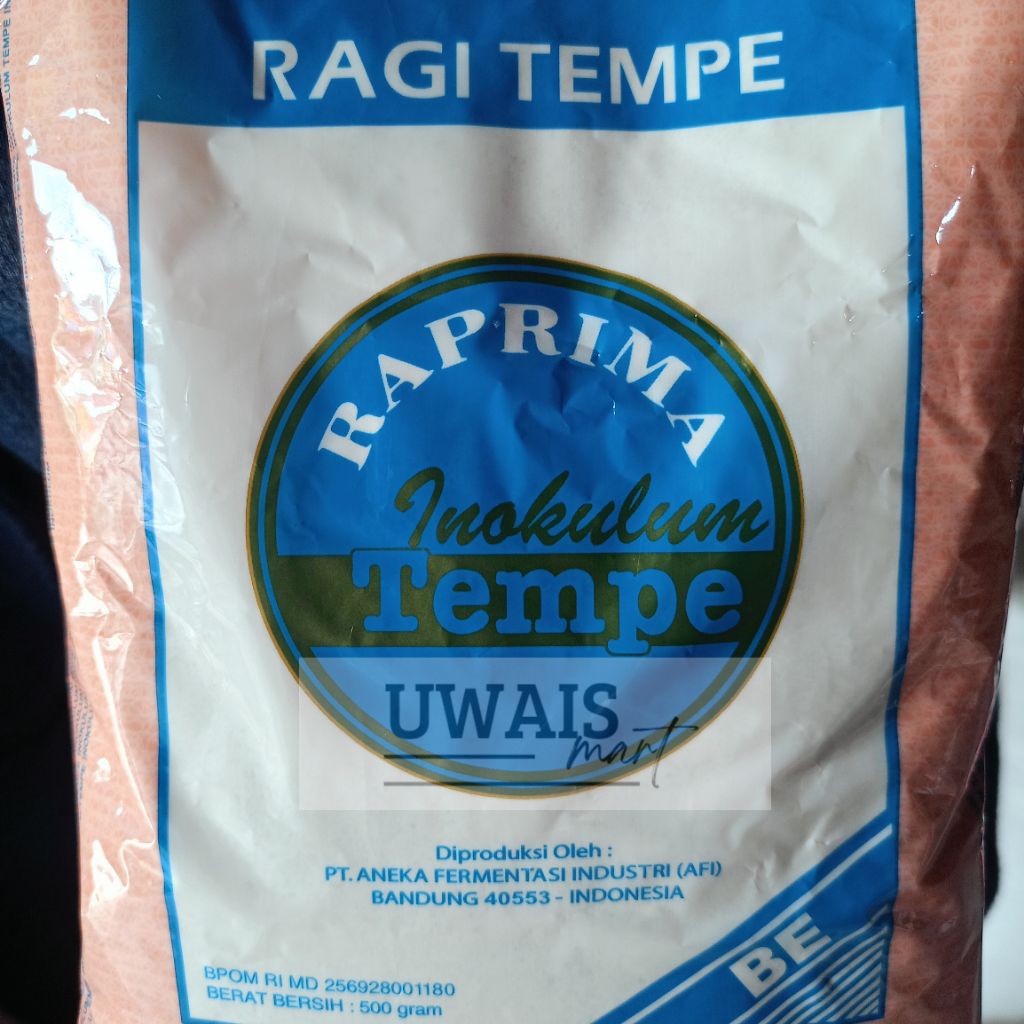 RAGI TEMPE
RAPRIMA
Inokulum
Tempe
UWAIS
mart
Diproduksi Oleh :
PT. ANEKA FERMENTASI INDUSTRI (AFI)
BANDUNG 40553 - INDONESIA
BE
BPOM RI MD 256928001180
BERAT BERSIH : 500 gram